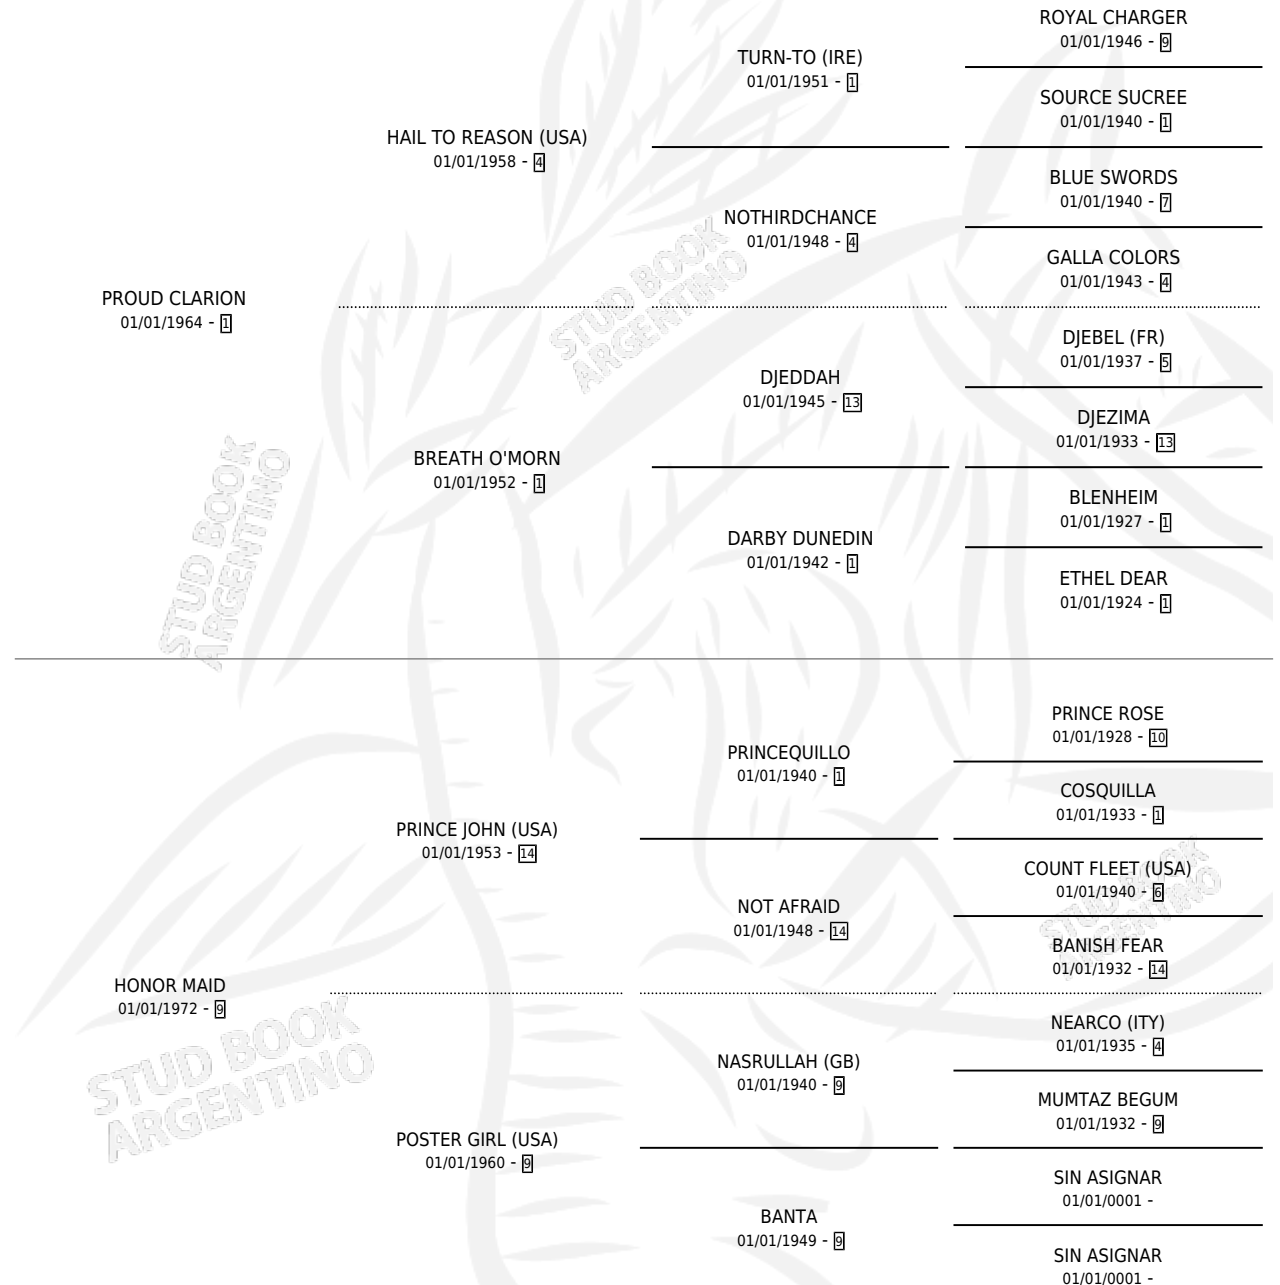 ROYAL CHARGER
01/01/1946 - 9
TURN-TO (IRE)
01/01/1951 - 1
SOURCE SUCREE
01/01/1940 - 1
HAIL TO REASON (USA)
01/01/1958 - 4
BLUE SWORDS
01/01/1940 - 7
NOTHIRDCHANCE
01/01/1948 - 4
GALLA COLORS
01/01/1943 - 4
PROUD CLARION
01/01/1964 - 1
DJEBEL (FR)
01/01/1937 - 5
DJEDDAH
01/01/1945 - 13
DJEZIMA
01/01/1933 - 13
BREATH O'MORN
01/01/1952 - 1
BLENHEIM
01/01/1927 - 1
DARBY DUNEDIN
01/01/1942 - 1
ETHEL DEAR
01/01/1924 - 1
PRINCE ROSE
01/01/1928 - 10
PRINCEQUILLO
01/01/1940 - 1
COSQUILLA
01/01/1933 - 1
PRINCE JOHN (USA)
01/01/1953 - 14
COUNT FLEET (USA)
01/01/1940 - 6
NOT AFRAID
01/01/1948 - 14
BANISH FEAR
01/01/1932 - 14
HONOR MAID
01/01/1972 - 9
NEARCO (ITY)
01/01/1935 - 4
NASRULLAH (GB)
01/01/1940 - 9
MUMTAZ BEGUM
01/01/1932 - 9
POSTER GIRL (USA)
01/01/1960 - 9
SIN ASIGNAR
01/01/0001 -
BANTA
01/01/1949 - 9
SIN ASIGNAR
01/01/0001 -
STUD BOOK
ARGENTINO
STUD BOOK
ARGENTINO
STUD BOOK
ARGENTINO
STUD BOOK
ARGENTINO